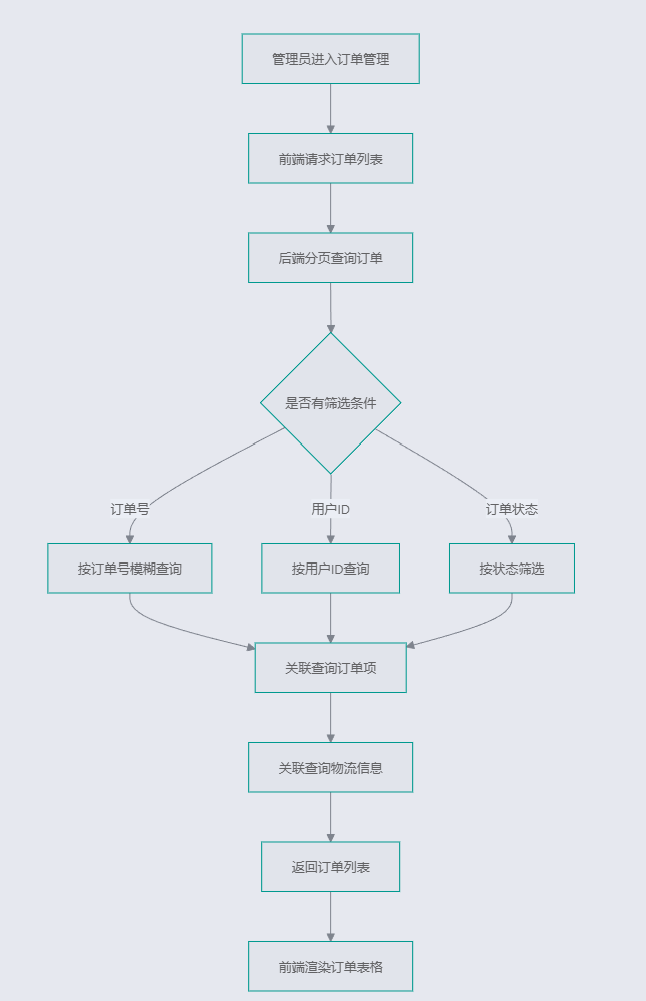 管理员进入订单管理
前端请求订单列表
后端分页查询订单
是否有筛选条件
订单号
用户ID
订单状态
按订单号模糊查询
按用户ID查询
按状态筛选
关联查询订单项
关联查询物流信息
返回订单列表
前端渲染订单表格